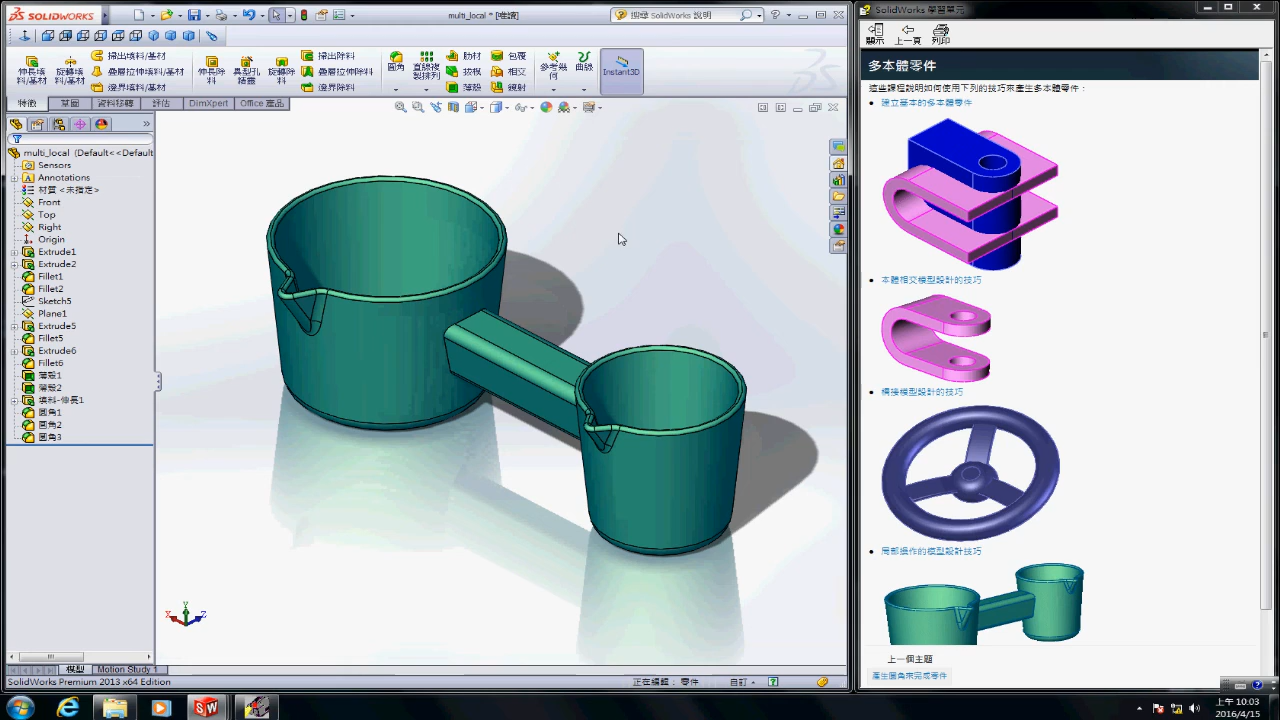 SOLIDWORKS
multi_local * [唯讀]
搜尋 SolidWorks 說明
伸長填料/基材
旋轉填料/基材
掃出填料/基材
疊層拉伸填料/基材
邊界填料/基材
伸長除料
異型孔精靈
旋轉除料
掃出除料
疊層拉伸除料
邊界除料
圓角
直線複製排列
肋材
拔模
薄殼
包覆
相交
鏡射
參考幾何
曲線
Instant3D
特徵
草圖
資料移轉
評估
DimXpert
Office 產品
multi_local (Default<<Default
Sensors
Annotations
材質 <未指定>
Front
Top
Right
Origin
Extrude1
Extrude2
Fillet1
Fillet2
Sketch5
Plane1
Extrude5
Fillet5
Extrude6
Fillet6
薄殼1
薄殼2
填料-伸長1
圓角1
圓角2
圓角3
Y
X
Z
模型
Motion Study 1
SolidWorks Premium 2013 x64 Edition
正在編輯： 零件
自訂
SolidWorks 學習單元
顯示
上一頁
列印
多本體零件
這些課程說明如何使用下列的技巧來產生多本體零件：
建立基本的多本體零件
本體相交模型設計的技巧
橋接模型設計的技巧
局部操作的模型設計技巧
上一個主題
產生圓角來完成零件
上午 10:03
2016/4/15